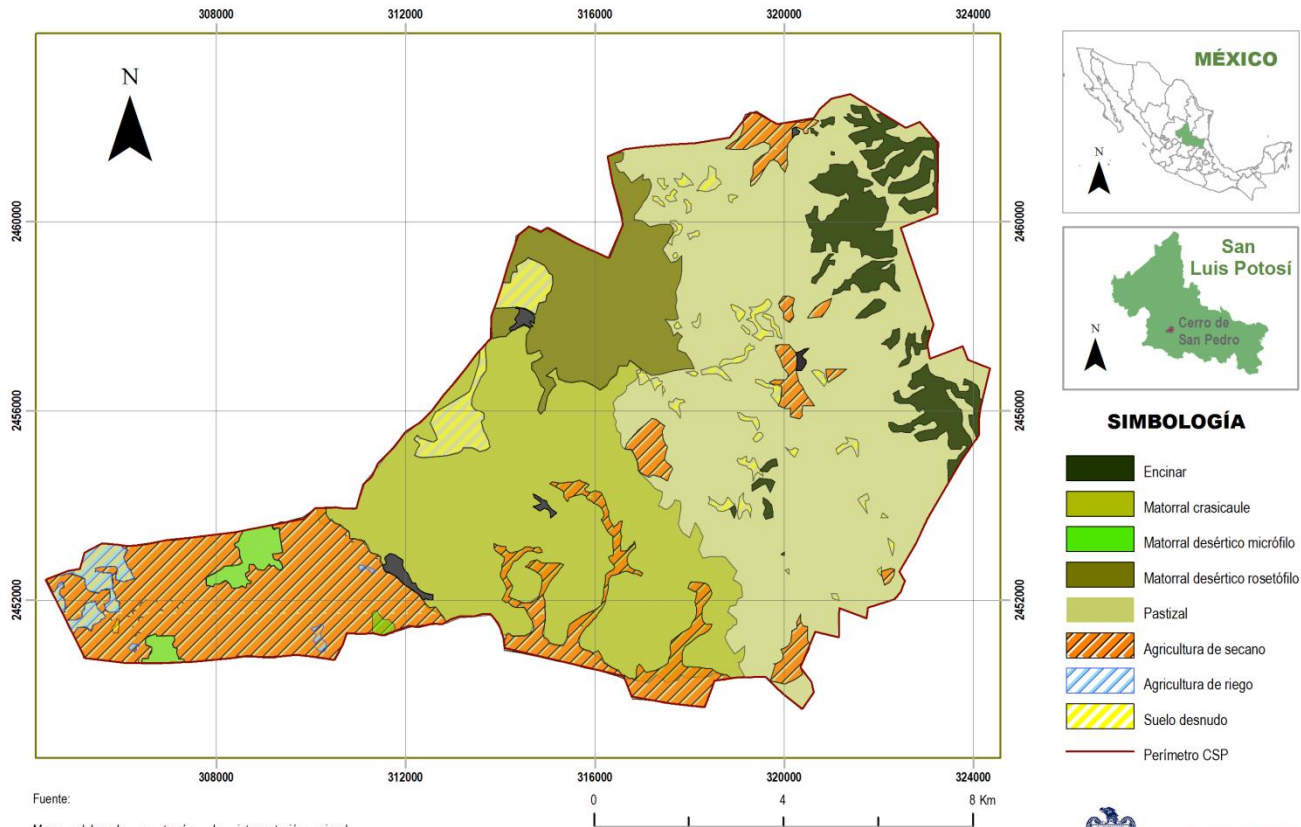 308000
312000
316000
320000
324000
N
2460000
2460000
2456000
2456000
2452000
2452000
308000
312000
316000
320000
324000
MÉXICO
N
San
Luis Potosí
Cerro de
San Pedro
N
SIMBOLOGÍA
Encinar
Matorral crasicaule
Matorral desértico micrófilo
Matorral desértico rosetófilo
Pastizal
Agricultura de secano
Agricultura de riego
Suelo desnudo
Perímetro CSP
Fuente:
0
4
8 Km